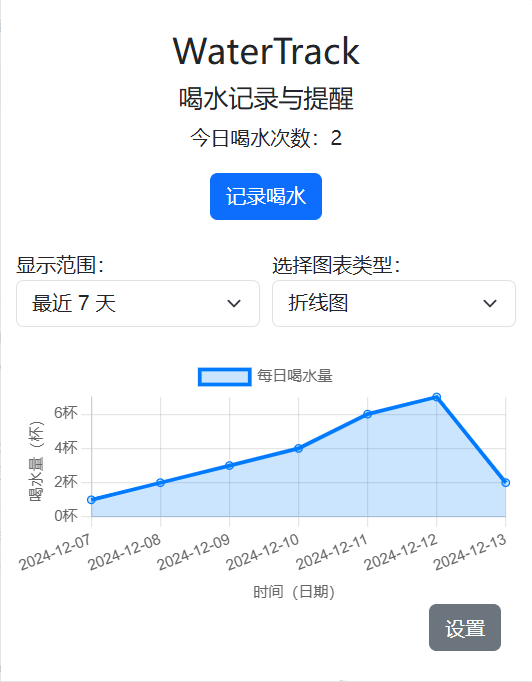 WaterTrack
喝水记录与提醒
今日喝水次数：2
记录喝水
显示范围：
选择图表类型：
最近 7 天
折线图
每日喝水量
喝水量（杯）
6杯
4杯
2杯
0杯
2024-12-07
2024-12-08
2024-12-09
2024-12-10
2024-12-11
2024-12-12
2024-12-13
时间（日期）
设置